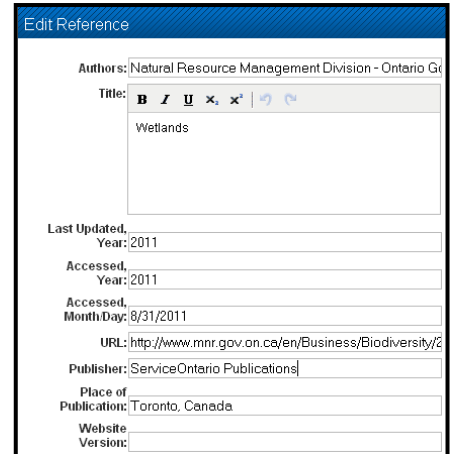 Edit Reference
Authors: Natural Resource Management Division - Ontario
Title:
B I U x₂ x²
Wetlands
Last Updated,
Year: 2011
Accessed,
Year: 2011
Accessed,
Month/Day: 8/31/2011
URL: http://www.mnr.gov.on.ca/en/Business/Biodiversity/2
Publisher: ServiceOntario Publications
Place of
Publication: Toronto, Canada
Website
Version: